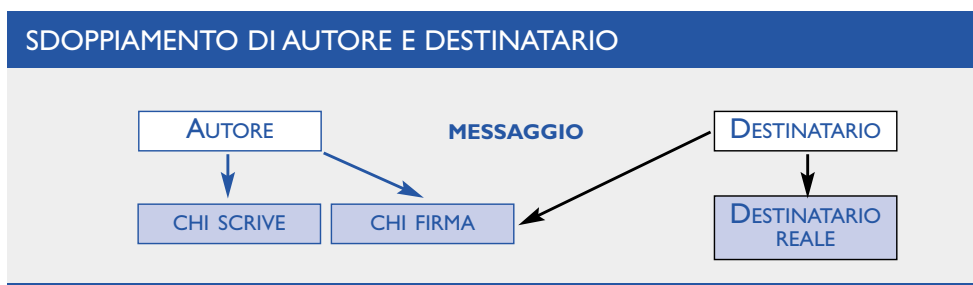 SDOPPIAMENTO DI AUTORE E DESTINATARIO
AUTORE
MESSAGGIO
DESTINATARIO
CHI SCRIVE
CHI FIRMA
DESTINATARIO
REALE